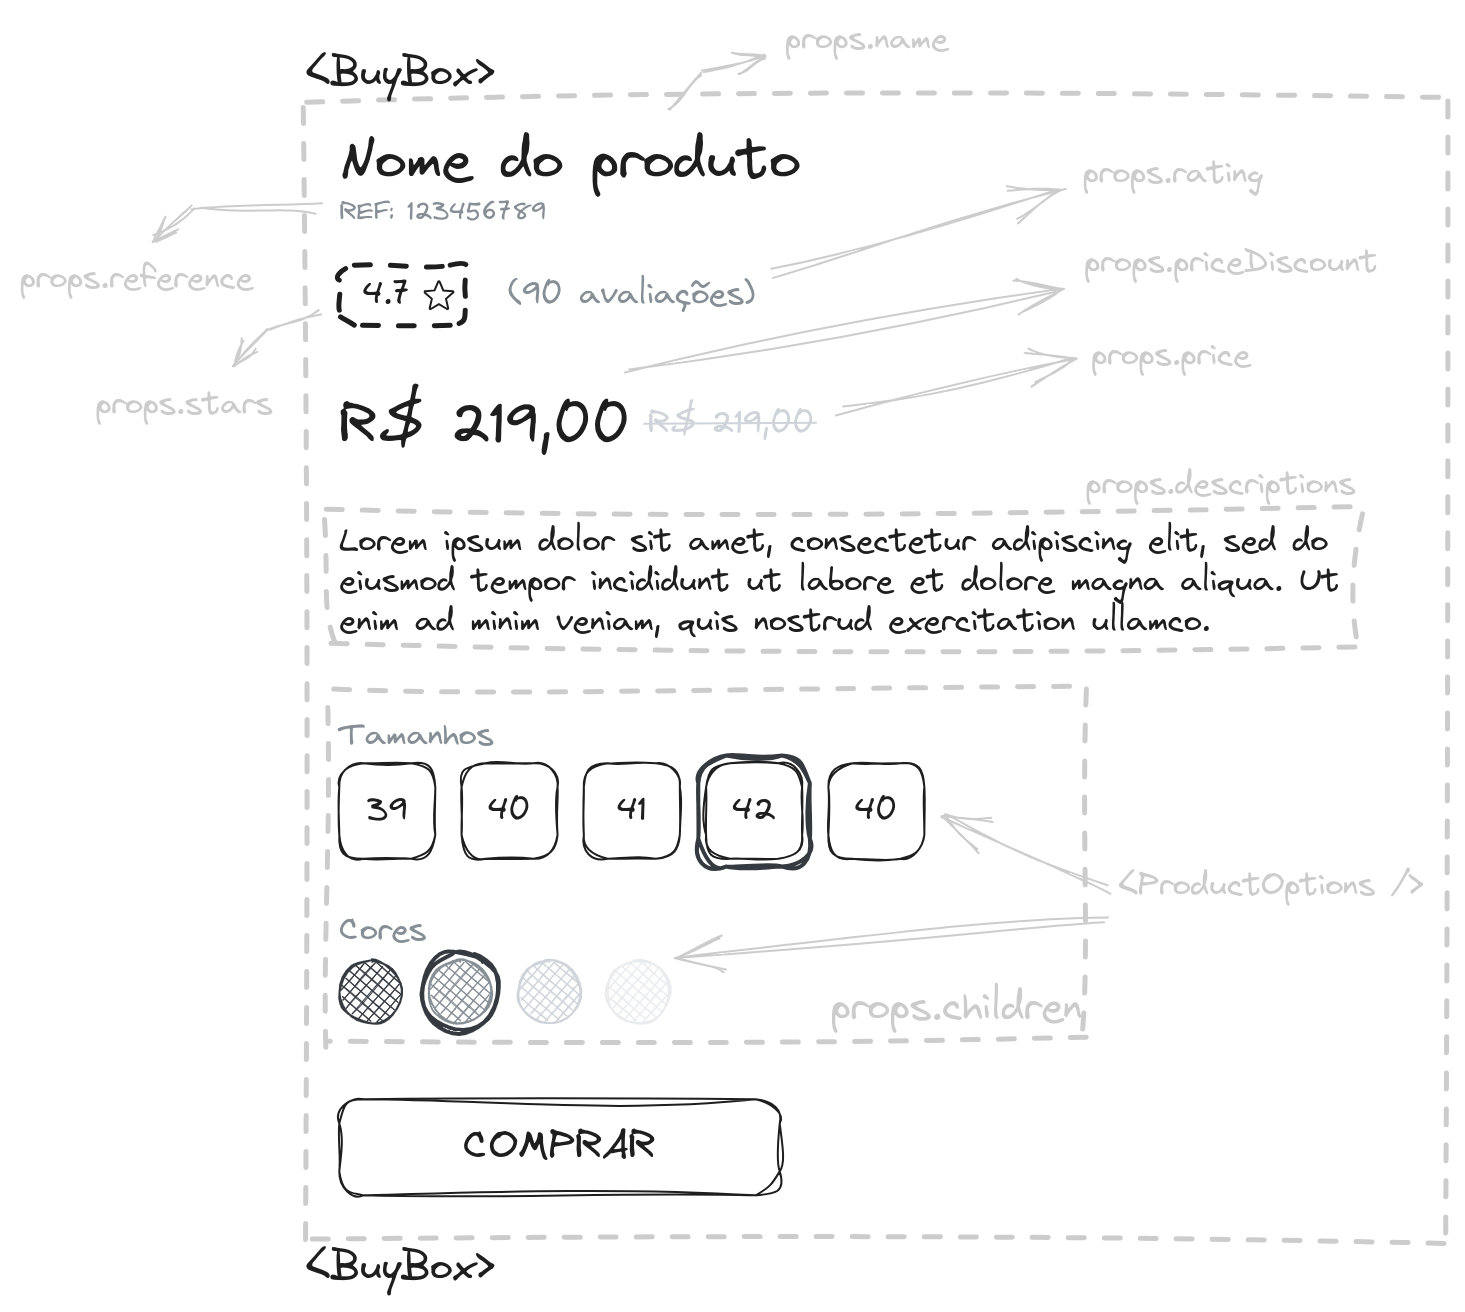 props.name
<BuyBox>
Nome do produto
props.rating
REF: 123456789
props.reference
props.priceDiscount
4.7
(90 avaliações)
props.price
props.stars
R$ 219,00 R$ 219,00
props.descriptions
Lorem ipsum dolor sit amet, consectetur adipiscing elit, sed do
eiusmod tempor incididunt ut labore et dolore magna aliqua. Ut
enim ad minim veniam, quis nostrud exercitation ullamco.
Tamanhos
39 40 41 42 40
<ProductOptions />
Cores
props.children
COMPRAR
<BuyBox>